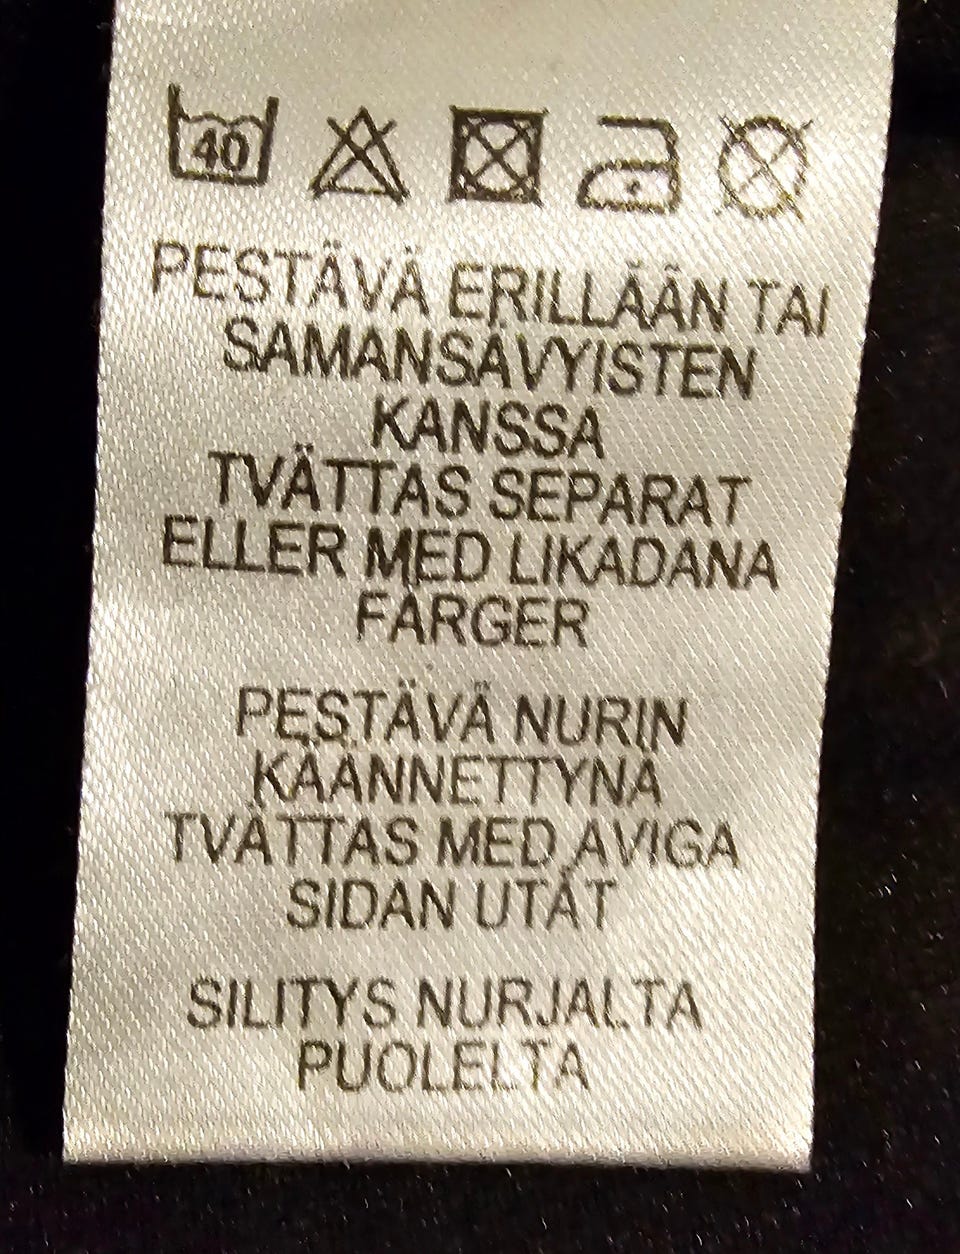 40
PESTÄVÄ ERILLÄÄN TAI
SAMANSÄVYISTEN
KANSSA
TVÄTTAS SEPARAT
ELLER MED LIKADANA
FÄRGER
PESTÄVÄ NURIN
KÄÄNNETTYNÄ
TVÄTTAS MED AVIGA
SIDAN UTÅT
SILITYS NURJALTA
PUOLELTA